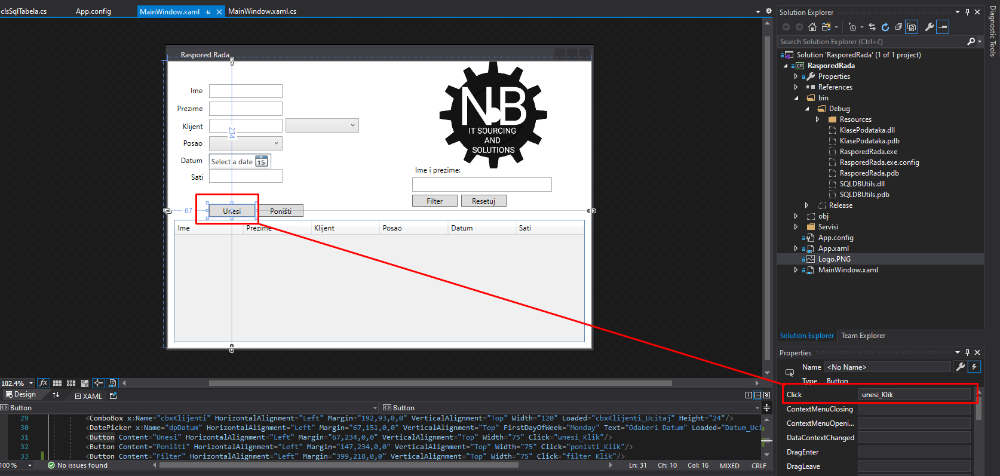 clsSqlTabela.cs
App.config
MainWindow.xaml
MainWindow.xaml.cs
Raspored Rada
Ime
Prezime
Klijent
234
Posao
Datum
Select a date
15
Sati
N.B
IT SOURCING
AND
SOLUTIONS
Ime i prezime:
Filter
Resetuj
67
Unesi
Poništi
Ime
Prezime
Klijent
Posao
Datum
Sati
102.4%
fx
Design
XAML
Button
Button
29 <ComboBox x:Name="cbxKlijenti" HorizontalAlignment="Left" Margin="192,93,0,0" VerticalAlignment="Top" Width="120" Loaded="cbxKlijenti_Ucitaj" Height="24"/>
30 <DatePicker x:Name="dpDatum" HorizontalAlignment="Left" Margin="67,151,0,0" VerticalAlignment="Top" FirstDayOfWeek="Monday" Text="Odaberi Datum" Loaded="Datum_Uci
31 <Button Content="Unesi" HorizontalAlignment="Left" Margin="67,234,0,0" VerticalAlignment="Top" Width="75" Click="unesi_Klik"/>
32 <Button Content="Poništi" HorizontalAlignment="Left" Margin="147,234,0,0" VerticalAlignment="Top" Width="75" Click="ponisti_Klik"/>
33 <Button Content="Filter" HorizontalAlignment="Left" Margin="399,218,0,0" VerticalAlignment="Top" Width="75" Click="filter_Klik"/>
100 %
No issues found
Ln: 31
Ch: 10
Col: 16
MIXED
CRLF
Solution Explorer
Search Solution Explorer (Ctrl+č)
Solution 'RasporedRada' (1 of 1 project)
C# RasporedRada
Properties
References
bin
Debug
Resources
KlasePodataka.dll
KlasePodataka.pdb
RasporedRada.exe
RasporedRada.exe.config
RasporedRada.pdb
SQLDBUtils.dll
SQLDBUtils.pdb
Release
obj
Servisi
App.config
App.xaml
Logo.PNG
MainWindow.xaml
Solution Explorer
Team Explorer
Properties
Name <No Name>
Type Button
Click unesi_Klik
ContextMenuClosing
ContextMenuOpeni...
DataContextChanged
DragEnter
DragLeave
Diagnostic Tools